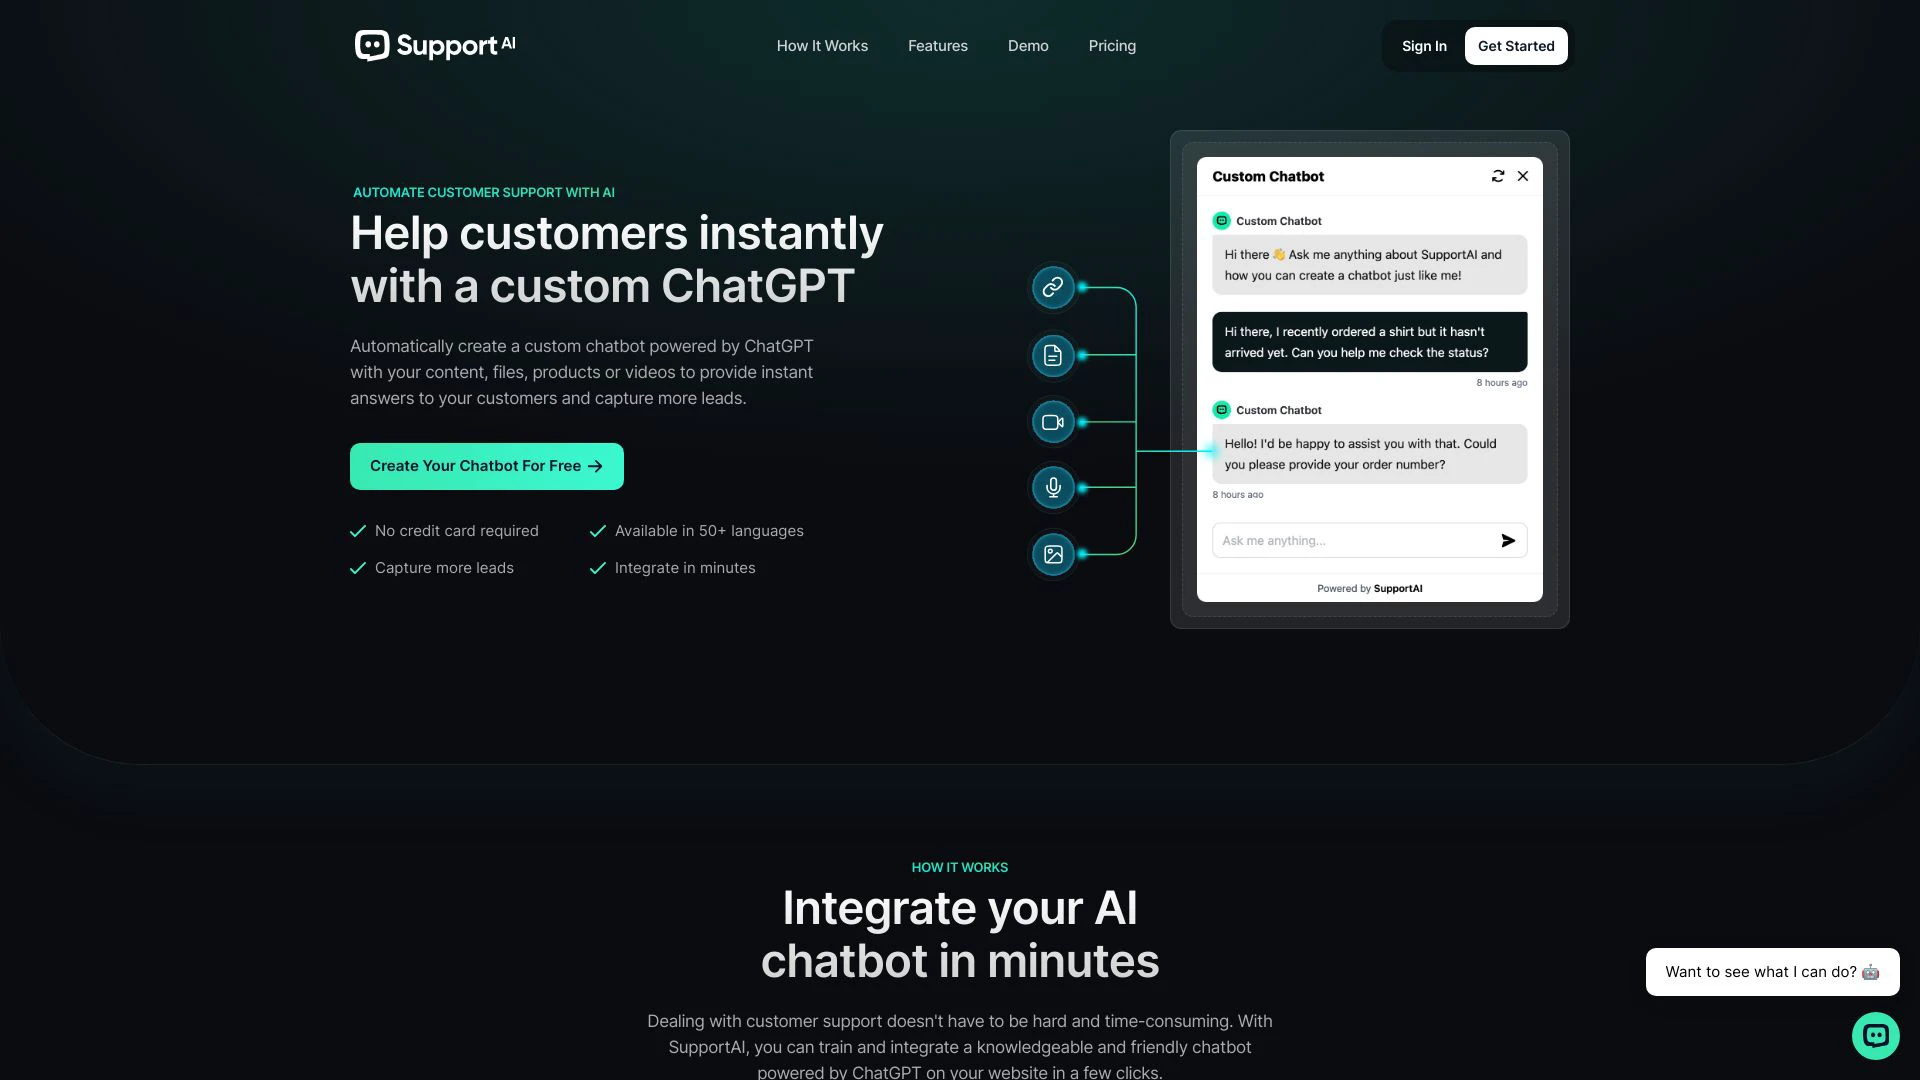 Support AI
How It Works
Features
Demo
Pricing
Sign In
Get Started
AUTOMATE CUSTOMER SUPPORT WITH AI
Help customers instantly
with a custom ChatGPT
Automatically create a custom chatbot powered by ChatGPT
with your content, files, products or videos to provide instant
answers to your customers and capture more leads.
Create Your Chatbot For Free
No credit card required
Available in 50+ languages
Capture more leads
Integrate in minutes
Custom Chatbot
Custom Chatbot
Hi there 👋 Ask me anything about SupportAI and
how you can create a chatbot just like me!
Hi there, I recently ordered a shirt but it hasn't
arrived yet. Can you help me check the status?
8 hours ago
Custom Chatbot
Hello! I'd be happy to assist you with that. Could
you please provide your order number?
8 hours ago
Ask me anything...
Powered by SupportAI
HOW IT WORKS
Integrate your AI
chatbot in minutes
Dealing with customer support doesn't have to be hard and time-consuming. With
SupportAI, you can train and integrate a knowledgeable and friendly chatbot
powered by ChatGPT on your website in a few clicks.
Want to see what I can do? 🤖